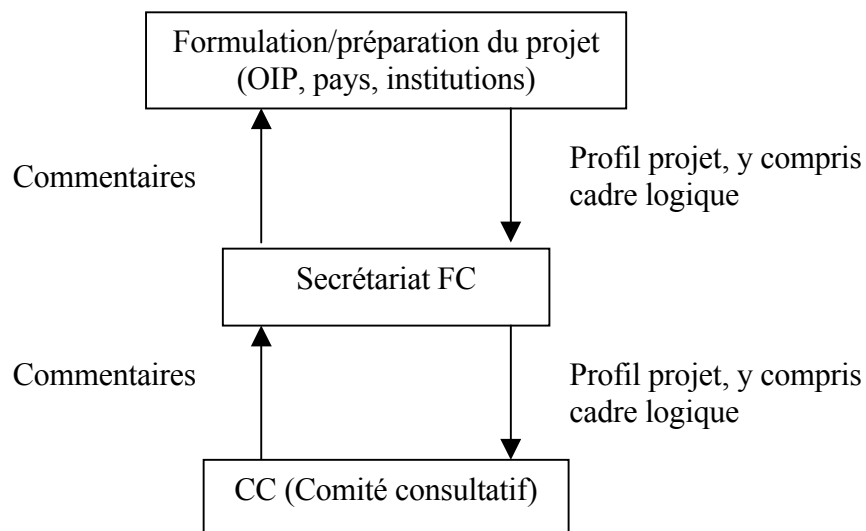 Formulation/préparation du projet
(OIP, pays, institutions)
Commentaires
Profil projet, y compris
cadre logique
Secrétariat FC
Commentaires
Profil projet, y compris
cadre logique
CC (Comité consultatif)